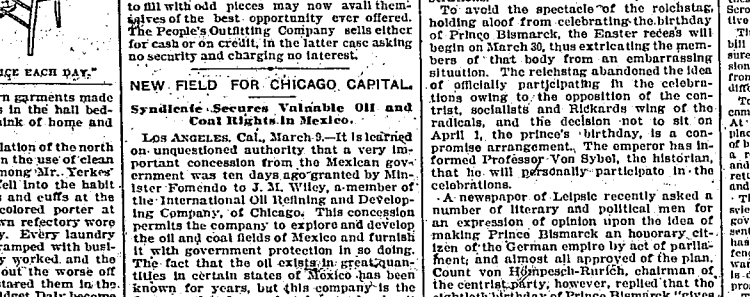 ICE EACH DAY."
rn garments made
s in the hall bed-
ink of home and
lation of the north
n the use of clean
mong Mr. Yerkes'
fell into the habit
s and cuffs at the
colored porter at
wn refectory wore
y. Every laundry
ramped with busi-
y worked and the
out the worse off
stared them in the
to fill with odd pieces may now avail them-
selves of the best opportunity ever offered.
The People's Outfitting Company sells either
for cash or on credit, in the latter case asking
no security and charging no interest.
NEW FIELD FOR CHICAGO CAPITAL.
Syndicate Secures Valuable Oil and
Coal Rights in Mexico.
LOS ANGELES, Cal., March 9.—It is learned
on unquestioned authority that a very im-
portant concession from the Mexican gov-
ernment was ten days ago granted by Min-
ister Fomendo to J. M. Wiley, a member of
the International Oil Refining and Develop-
ing Company, of Chicago. This concession
permits the company to explore and develop
the oil and coal fields of Mexico and furnish
it with government protection in so doing.
The fact that the oil exists in great quan-
tities in certain states of Mexico has been
known for years, but this company is the
To avoid the spectacle of the reichstag,
holding aloof from celebrating the birthday
of Prince Bismarck, the Easter recess will
begin on March 30, thus extricating the mem-
bers of that body from an embarrassing
situation. The reichstag abandoned the idea
of officially participating in the celebra-
tions owing to the opposition of the cen-
trist, socialists and Rickards wing of the
radicals, and the decision not to sit on
April 1, the prince's birthday, is a com-
promise arrangement. The emperor has in-
formed Professor Von Sybel, the historian,
that he will personally participate in the
celebrations.
A newspaper of Leipsic recently asked a
number of literary and political men for
an expression of opinion upon the idea of
making Prince Bismarck an honorary cit-
izen of the German empire by act of parlia-
ment; and almost all approved of the plan.
Count von Hompesch-Rurich, chairman of
the centrist party, however, replied that the
eightieth birthday of Prince Bismarck "gives